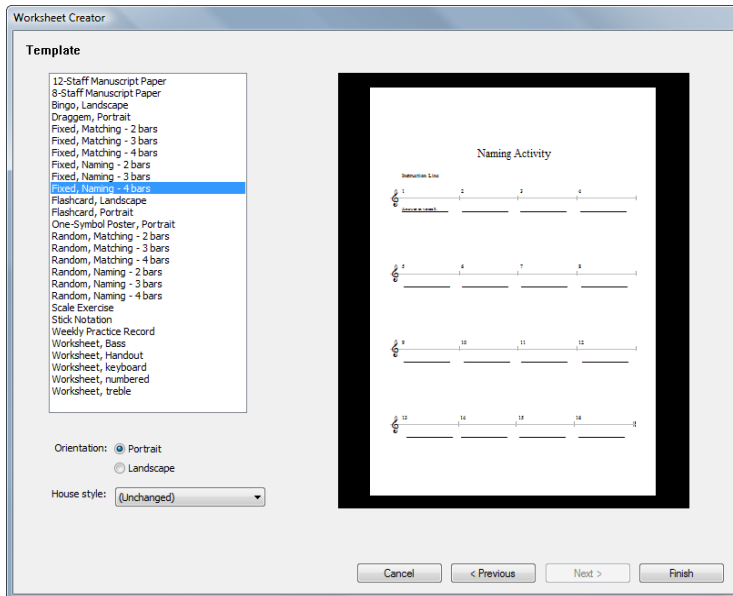 Worksheet Creator
Template
12-Staff Manuscript Paper
8-Staff Manuscript Paper
Bingo, Landscape
Draggem, Portrait
Fixed, Matching - 2 bars
Fixed, Matching - 3 bars
Fixed, Matching - 4 bars
Fixed, Naming - 2 bars
Fixed, Naming - 3 bars
Fixed, Naming - 4 bars
Flashcard, Landscape
Flashcard, Portrait
One-Symbol Poster, Portrait
Random, Matching - 2 bars
Random, Matching - 3 bars
Random, Matching - 4 bars
Random, Naming - 2 bars
Random, Naming - 3 bars
Random, Naming - 4 bars
Scale Exercise
Stick Notation
Weekly Practice Record
Worksheet, Bass
Worksheet, Handout
Worksheet, keyboard
Worksheet, numbered
Worksheet, treble
Orientation: Portrait
Landscape
House style: (Unchanged)
Naming Activity
Instruction Line
1 2 3 4
5 6 7 8
9 10 11 12
13 14 15 16
Cancel < Previous Next > Finish